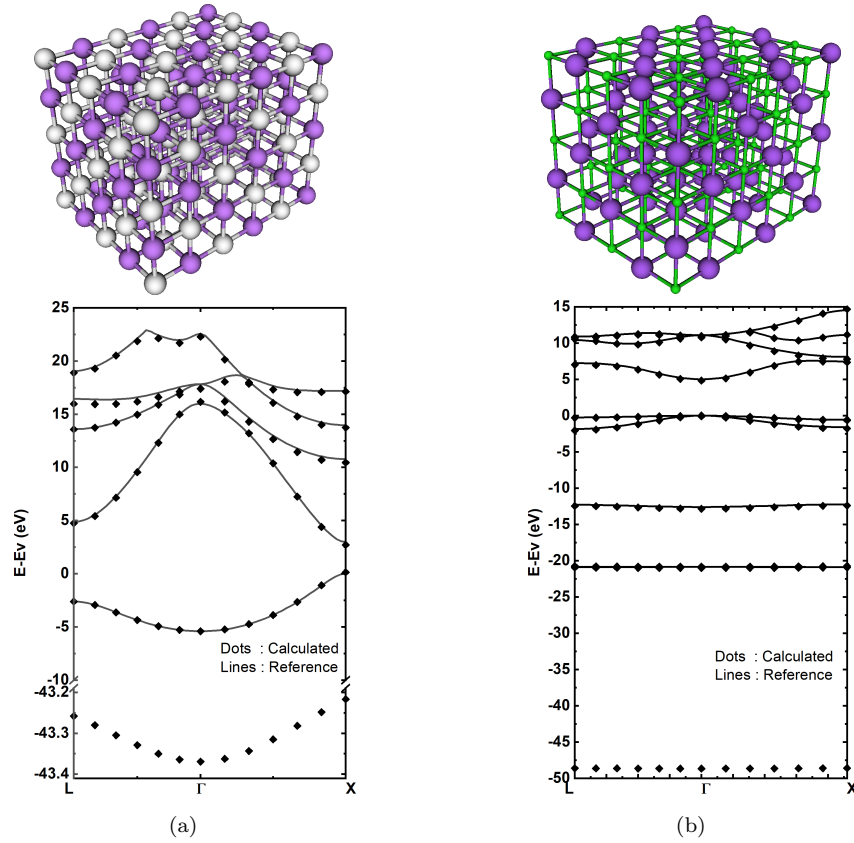 25
20
15
10
5
0
-5
-10
-43.2
-43.3
-43.4
E-Ev (eV)
Dots : Calculated
Lines : Reference
L
Γ
X
(a)
15
10
5
0
-5
-10
-15
-20
-25
-30
-35
-40
-45
-50
E-Ev (eV)
Dots : Calculated
Lines : Reference
L
Γ
X
(b)